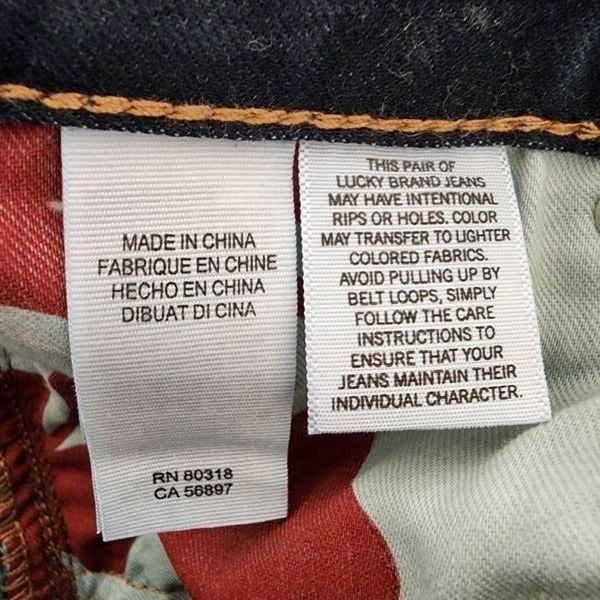 MADE IN CHINA
FABRIQUE EN CHINE
HECHO EN CHINA
DIBUAT DI CINA
RN 80318
CA 56897
THIS PAIR OF
LUCKY BRAND JEANS
MAY HAVE INTENTIONAL
RIPS OR HOLES. COLOR
MAY TRANSFER TO LIGHTER
COLORED FABRICS.
AVOID PULLING UP BY
BELT LOOPS, SIMPLY
FOLLOW THE CARE
INSTRUCTIONS TO
ENSURE THAT YOUR
JEANS MAINTAIN THEIR
INDIVIDUAL CHARACTER.